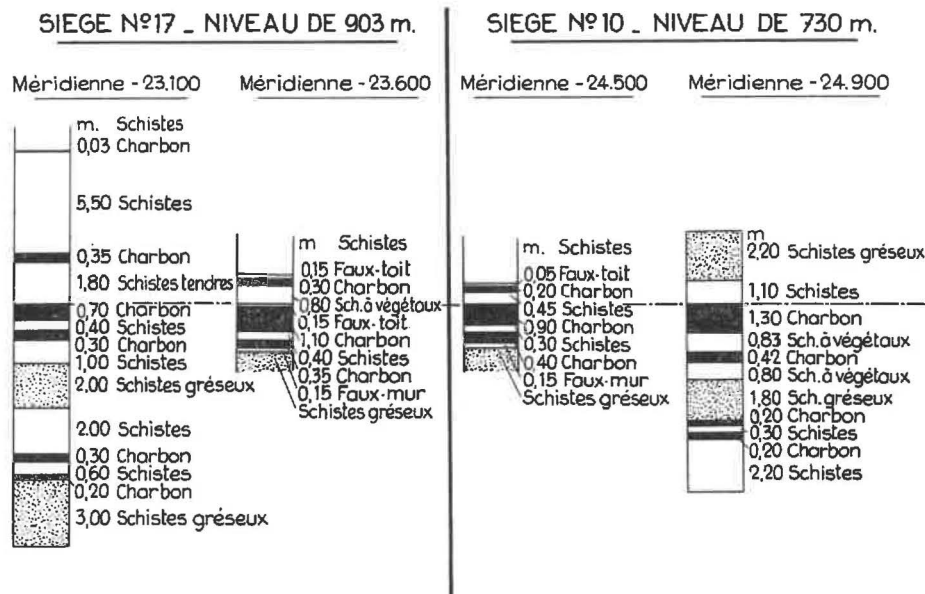 SIEGE Nº17 _ NIVEAU DE 903 m.
Méridienne - 23.100
m. Schistes
0,03 Charbon
5,50 Schistes
0,35 Charbon
1,80 Schistes tendres
0,70 Charbon
0,40 Schistes
0,30 Charbon
1,00 Schistes
2,00 Schistes gréseux
2.00 Schistes
0,30 Charbon
0,60 Schistes
0,20 Charbon
3,00 Schistes gréseux
Méridienne - 23.600
m Schistes
0,15 Faux-toit
0,30 Charbon
0,80 Sch. à végétaux
0,15 Faux-toit
1,10 Charbon
0,40 Schistes
0,35 Charbon
0,15 Faux-mur
Schistes gréseux
SIEGE Nº10 _ NIVEAU DE 730 m.
Méridienne - 24.500
m. Schistes
0,05 Faux-toit
0,20 Charbon
0,45 Schistes
0,90 Charbon
0,30 Schistes
0,40 Charbon
0,15 Faux-mur
Schistes gréseux
Méridienne - 24.900
m
2,20 Schistes gréseux
1,10 Schistes
1,30 Charbon
0,83 Sch. à végétaux
0,42 Charbon
0,80 Sch. à végétaux
1,80 Sch. gréseux
0,20 Charbon
0,30 Schistes
0,20 Charbon
2,20 Schistes